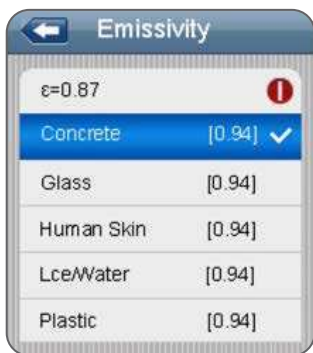 Emissivity
ε=0.87
Concrete [0.94]
Glass [0.94]
Human Skin [0.94]
Lce/Water [0.94]
Plastic [0.94]